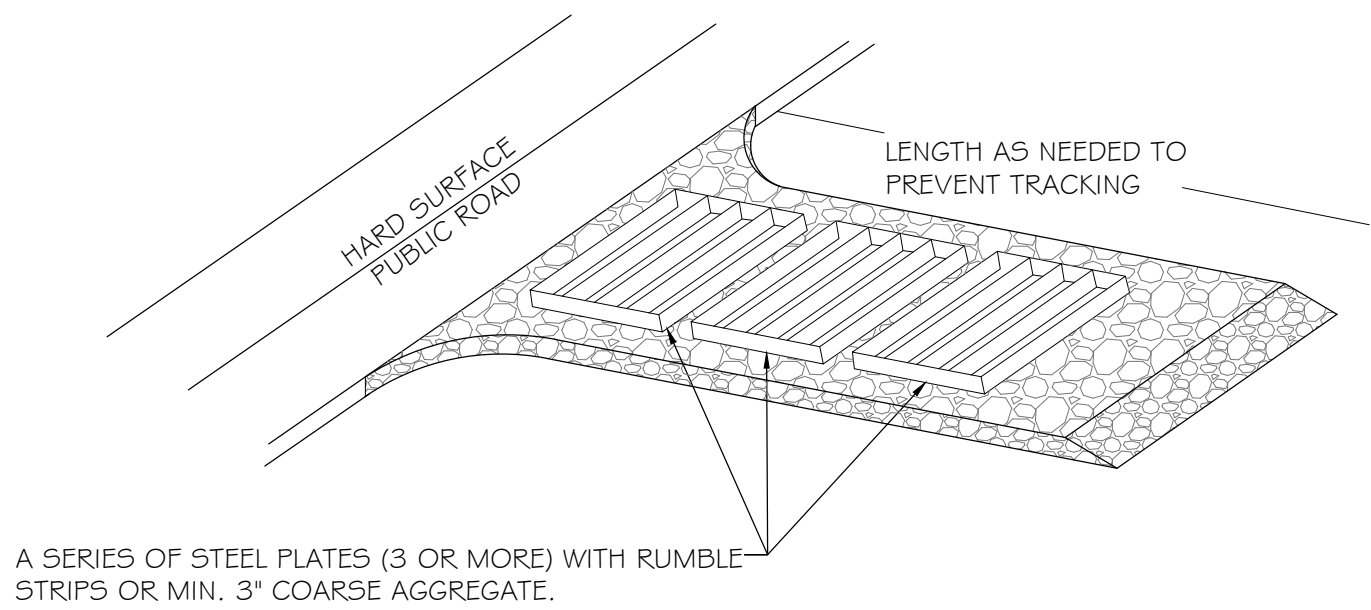 HARD SURFACE
PUBLIC ROAD
LENGTH AS NEEDED TO
PREVENT TRACKING
A SERIES OF STEEL PLATES (3 OR MORE) WITH RUMBLE
STRIPS OR MIN. 3" COARSE AGGREGATE.